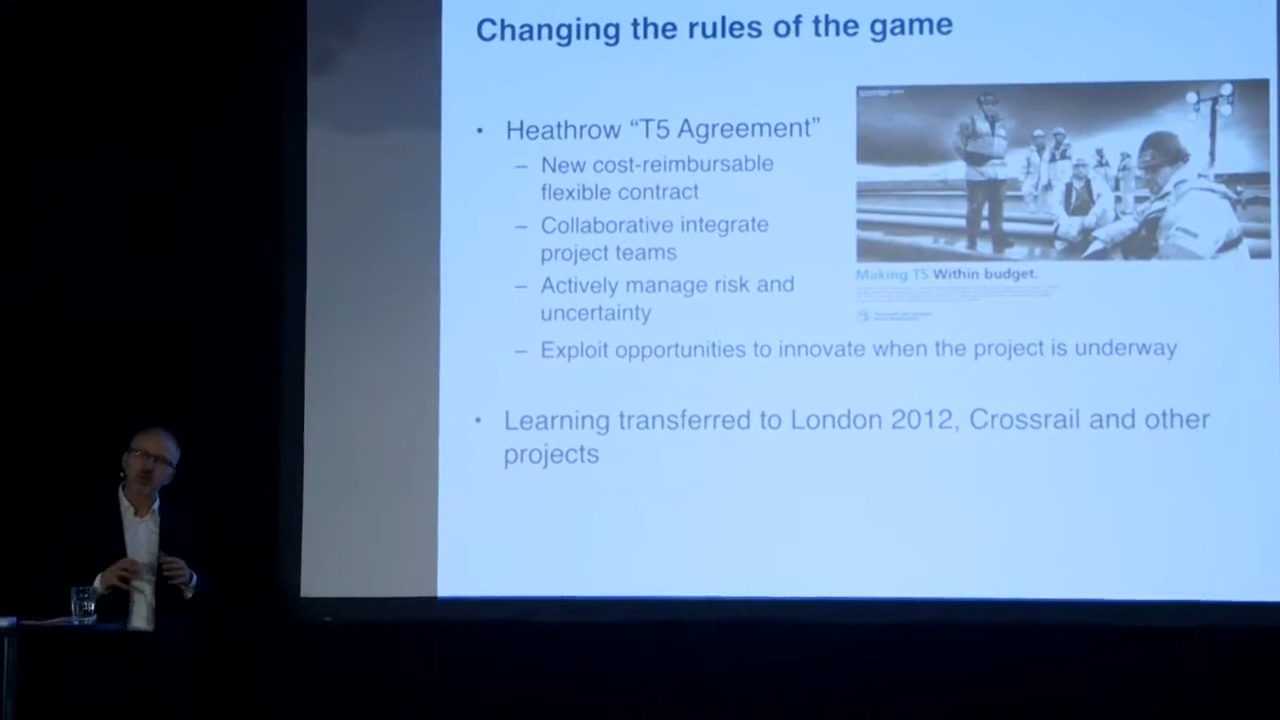 Changing the rules of the game
• Heathrow “T5 Agreement”
– New cost-reimbursable
flexible contract
– Collaborative integrate
project teams
– Actively manage risk and
uncertainty
– Exploit opportunities to innovate when the project is underway
Making T5 Within budget.
• Learning transferred to London 2012, Crossrail and other
projects